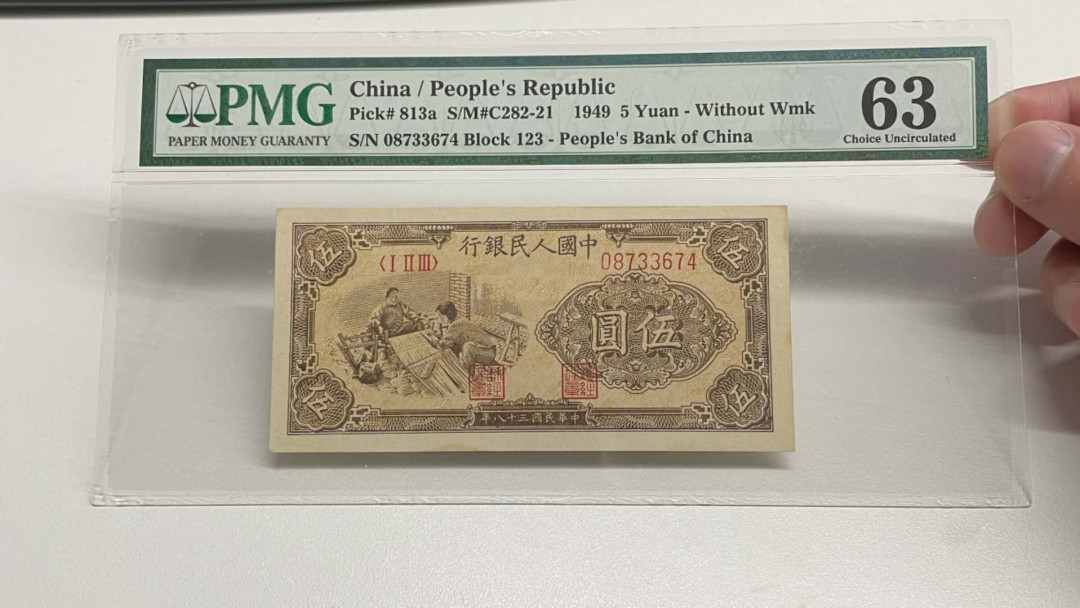 PMG
PAPER MONEY GUARANTY
China / People's Republic
Pick# 813a S/M#C282-21 1949 5 Yuan - Without Wmk
S/N 08733674 Block 123 - People's Bank of China
63
Choice Uncirculated
中國人民銀行
伍
伍
〈Ⅰ Ⅱ Ⅲ〉
08733674
伍圓
伍
伍
中華民國三十八年